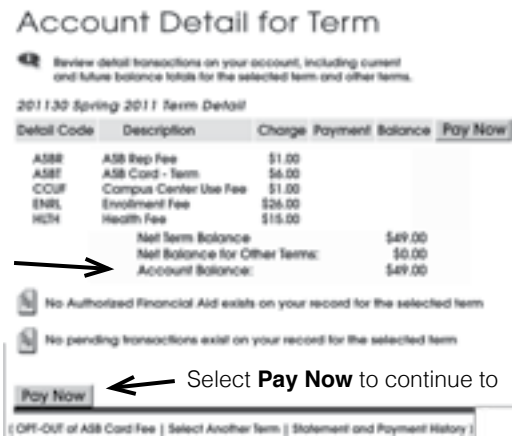 Account Detail for Term
Review detail transactions on your account, including current
and future balance totals for the selected term and other terms.
201130 Spring 2011 Term Detail
Detail Code Description Charge Payment Balance Pay Now
ASBR ASB Rep Fee $1.00
ASBT ASB Card - Term $6.00
CCUF Campus Center Use Fee $1.00
ENRL Enrollment Fee $26.00
HLTH Health Fee $15.00
Net Term Balance $49.00
Net Balance for Other Terms: $0.00
Account Balance: $49.00
No Authorized Financial Aid exists on your record for the selected term
No pending transactions exist on your record for the selected term
Select Pay Now to continue to
Pay Now
( OPT-OUT of ASB Card Fee | Select Another Term | Statement and Payment History )